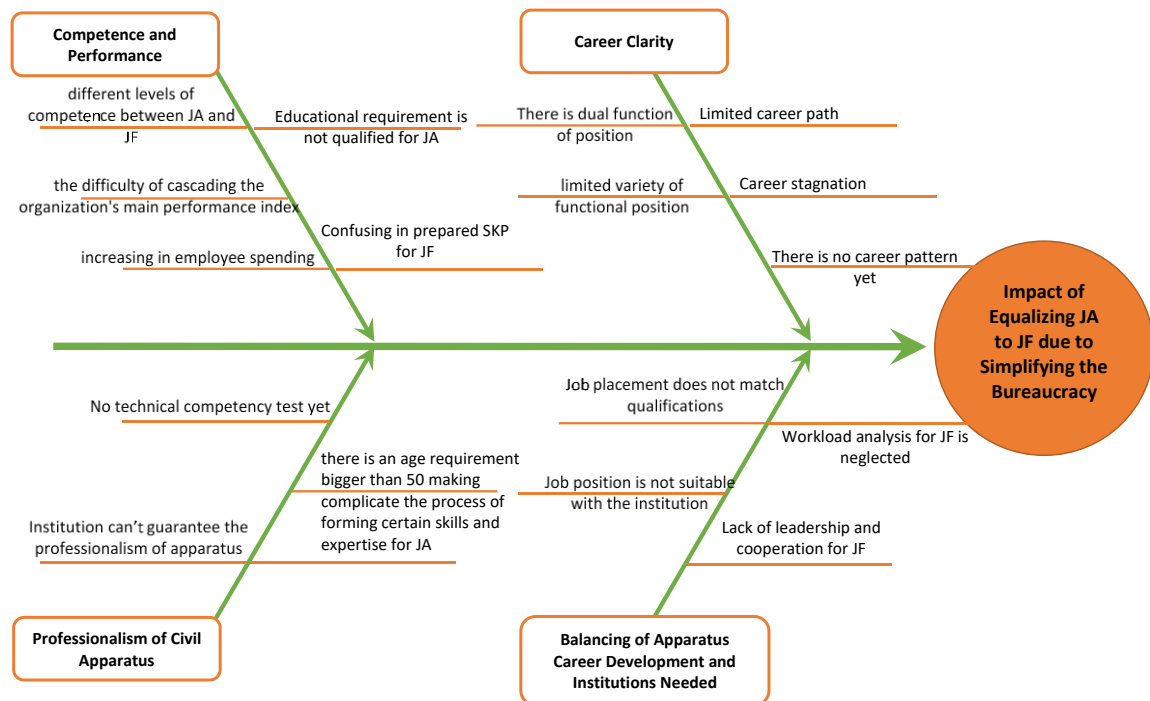 Competence and
Performance
Career Clarity
different levels of
competence between JA and
JF
Educational requirement is
not qualified for JA
There is dual function
of position
Limited career path
the difficulty of cascading the
organization's main performance index
limited variety of
functional position
Career stagnation
Confusing in prepared SKP
for JF
increasing in employee spending
There is no career pattern
yet
Impact of
Equalizing JA
to JF due to
Simplifying the
Bureaucracy
No technical competency test yet
Job placement does not match
qualifications
Workload analysis for JF is
neglected
there is an age requirement
bigger than 50 making
complicate the process of
forming certain skills and
expertise for JA
Job position is not suitable
with the institution
Institution can’t guarantee the
professionalism of apparatus
Lack of leadership and
cooperation for JF
Professionalism of Civil
Apparatus
Balancing of Apparatus
Career Development and
Institutions Needed